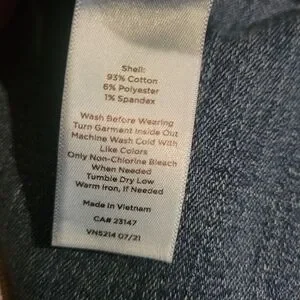 Shell:
93% Cotton
6% Polyester
1% Spandex
Wash Before Wearing
Turn Garment Inside Out
Machine Wash Cold With
Like Colors
Only Non-Chlorine Bleach
When Needed
Tumble Dry Low
Warm Iron, If Needed
Made in Vietnam
CA# 23147
VN5214 07/21